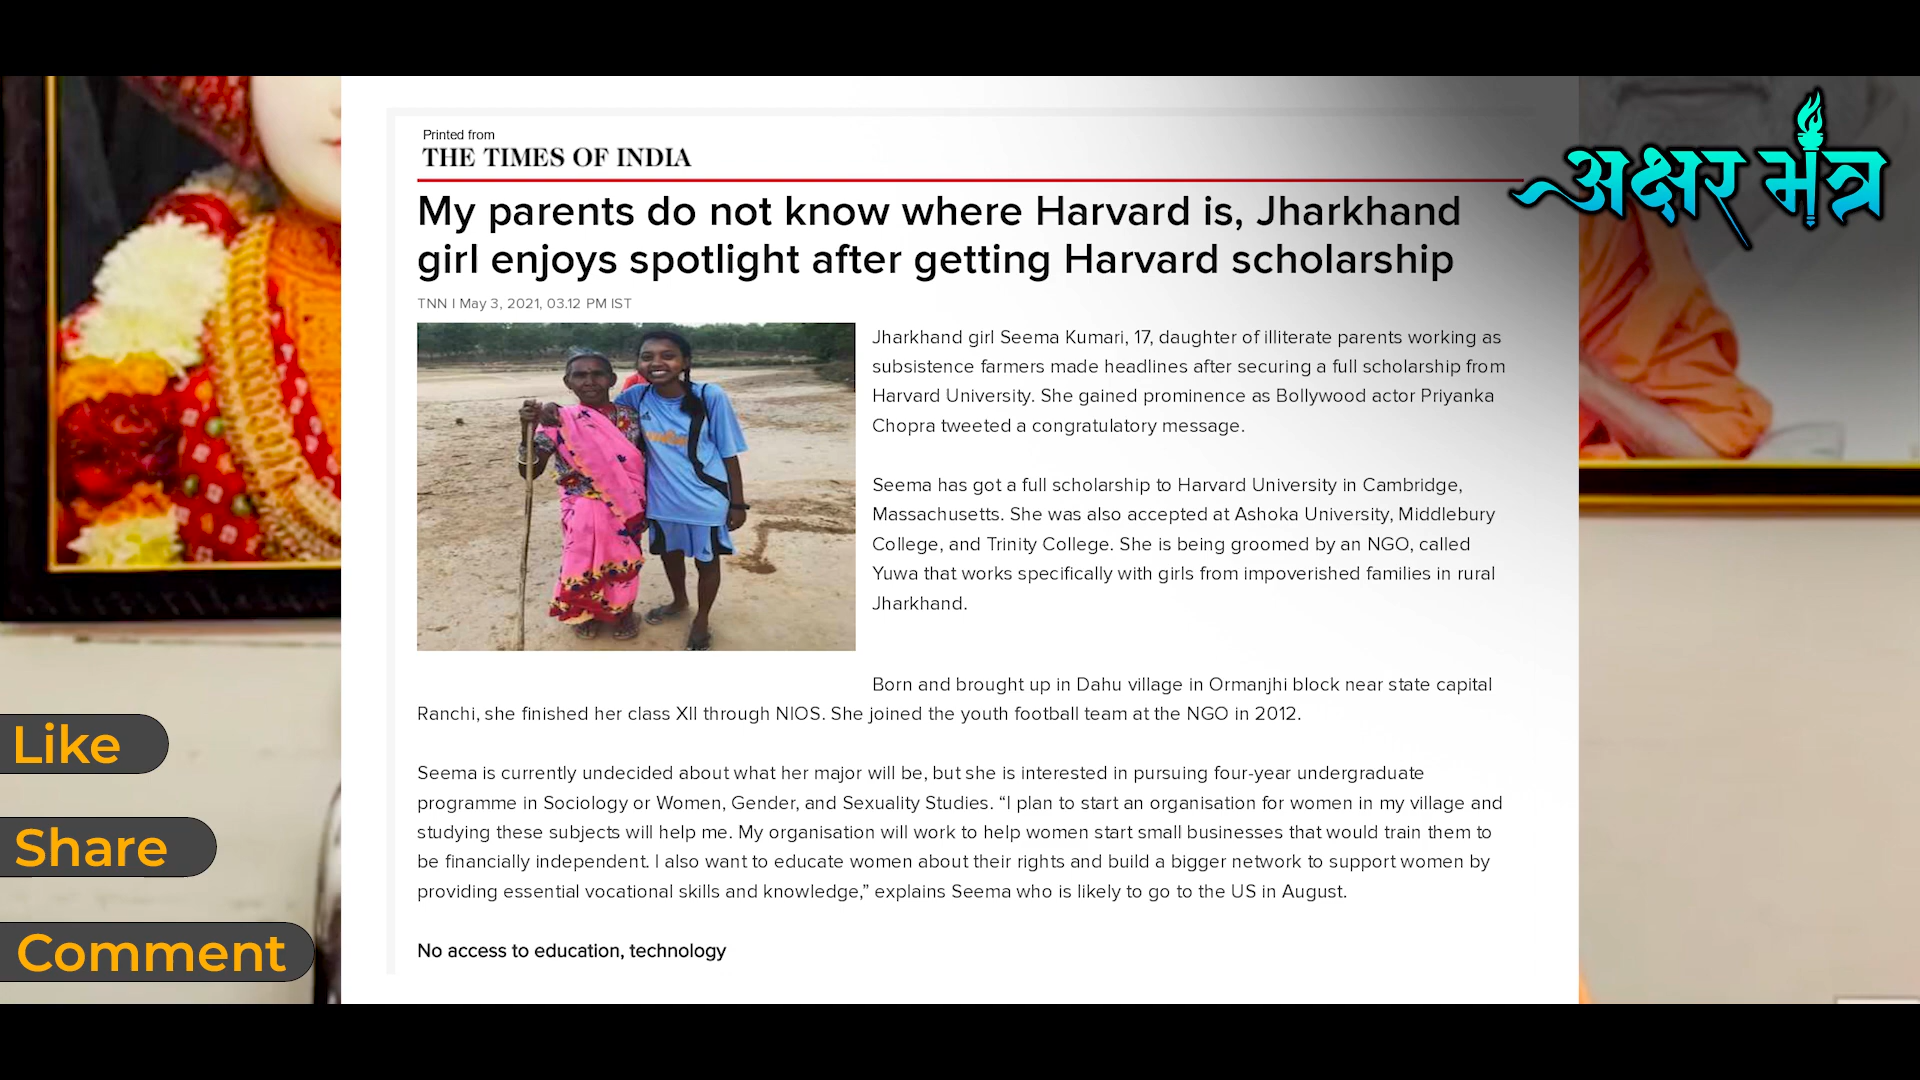 Printed from
THE TIMES OF INDIA
My parents do not know where Harvard is, Jharkhand
girl enjoys spotlight after getting Harvard scholarship
TNN I May 3, 2021, 03.12 PM IST
Jharkhand girl Seema Kumari, 17, daughter of illiterate parents working as
subsistence farmers made headlines after securing a full scholarship from
Harvard University. She gained prominence as Bollywood actor Priyanka
Chopra tweeted a congratulatory message.
Seema has got a full scholarship to Harvard University in Cambridge,
Massachusetts. She was also accepted at Ashoka University, Middlebury
College, and Trinity College. She is being groomed by an NGO, called
Yuwa that works specifically with girls from impoverished families in rural
Jharkhand.
Born and brought up in Dahu village in Ormanjhi block near state capital
Ranchi, she finished her class XII through NIOS. She joined the youth football team at the NGO in 2012.
Seema is currently undecided about what her major will be, but she is interested in pursuing four-year undergraduate
programme in Sociology or Women, Gender, and Sexuality Studies. “I plan to start an organisation for women in my village and
studying these subjects will help me. My organisation will work to help women start small businesses that would train them to
be financially independent. I also want to educate women about their rights and build a bigger network to support women by
providing essential vocational skills and knowledge,” explains Seema who is likely to go to the US in August.
No access to education, technology
अक्षर मंत्र
Like
Share
Comment